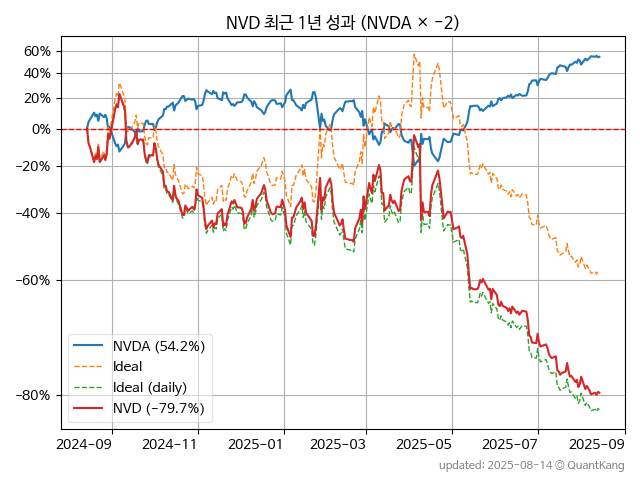 NVD 최근 1년 성과 (NVDA × −2)
60%
40%
20%
0%
−20%
−40%
−60%
−80%
NVDA (54.2%)
Ideal
Ideal (daily)
NVD (−79.7%)
2024−09 2024−11 2025−01 2025−03 2025−05 2025−07 2025−09
updated: 2025−08−14 © QuantKang